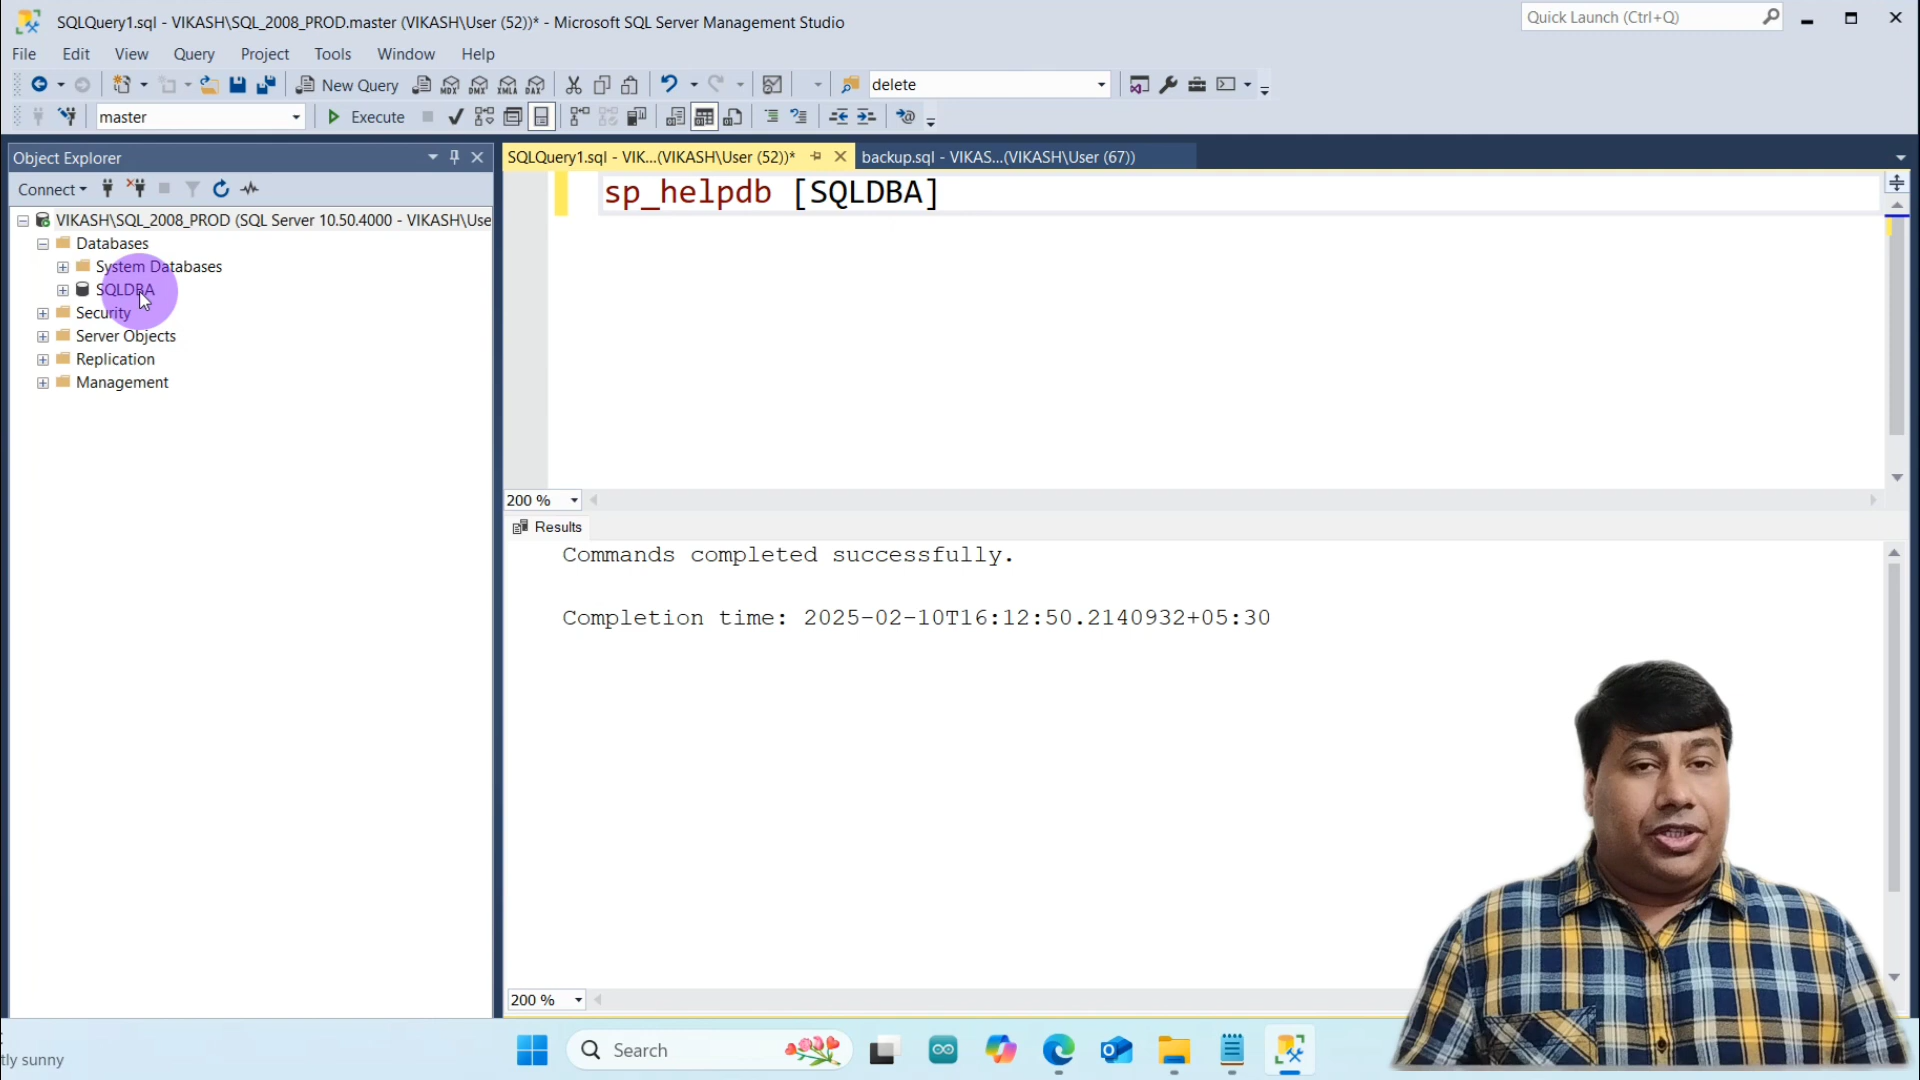 SQLQuery1.sql - VIKASH\SQL_2008_PROD.master (VIKASH\User (52))* - Microsoft SQL Server Management Studio
Quick Launch (Ctrl+Q)
File Edit View Query Project Tools Window Help
New Query MDX DMX XMLA DAX delete
master Execute
Object Explorer
Connect
VIKASH\SQL_2008_PROD (SQL Server 10.50.4000 - VIKASH\Use
Databases
System Databases
SQLDBA
Security
Server Objects
Replication
Management
SQLQuery1.sql - VIK...(VIKASH\User (52))*
backup.sql - VIKAS...(VIKASH\User (67))
sp_helpdb [SQLDBA]
200 %
Results
Commands completed successfully.
Completion time: 2025-02-10T16:12:50.2140932+05:30
200 %
tly sunny
Search